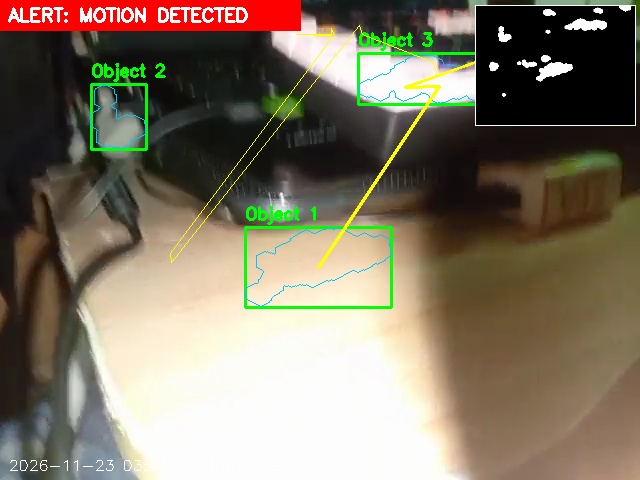 ALERT: MOTION DETECTED
Object 3
Object 2
Object 1
2026-11-23